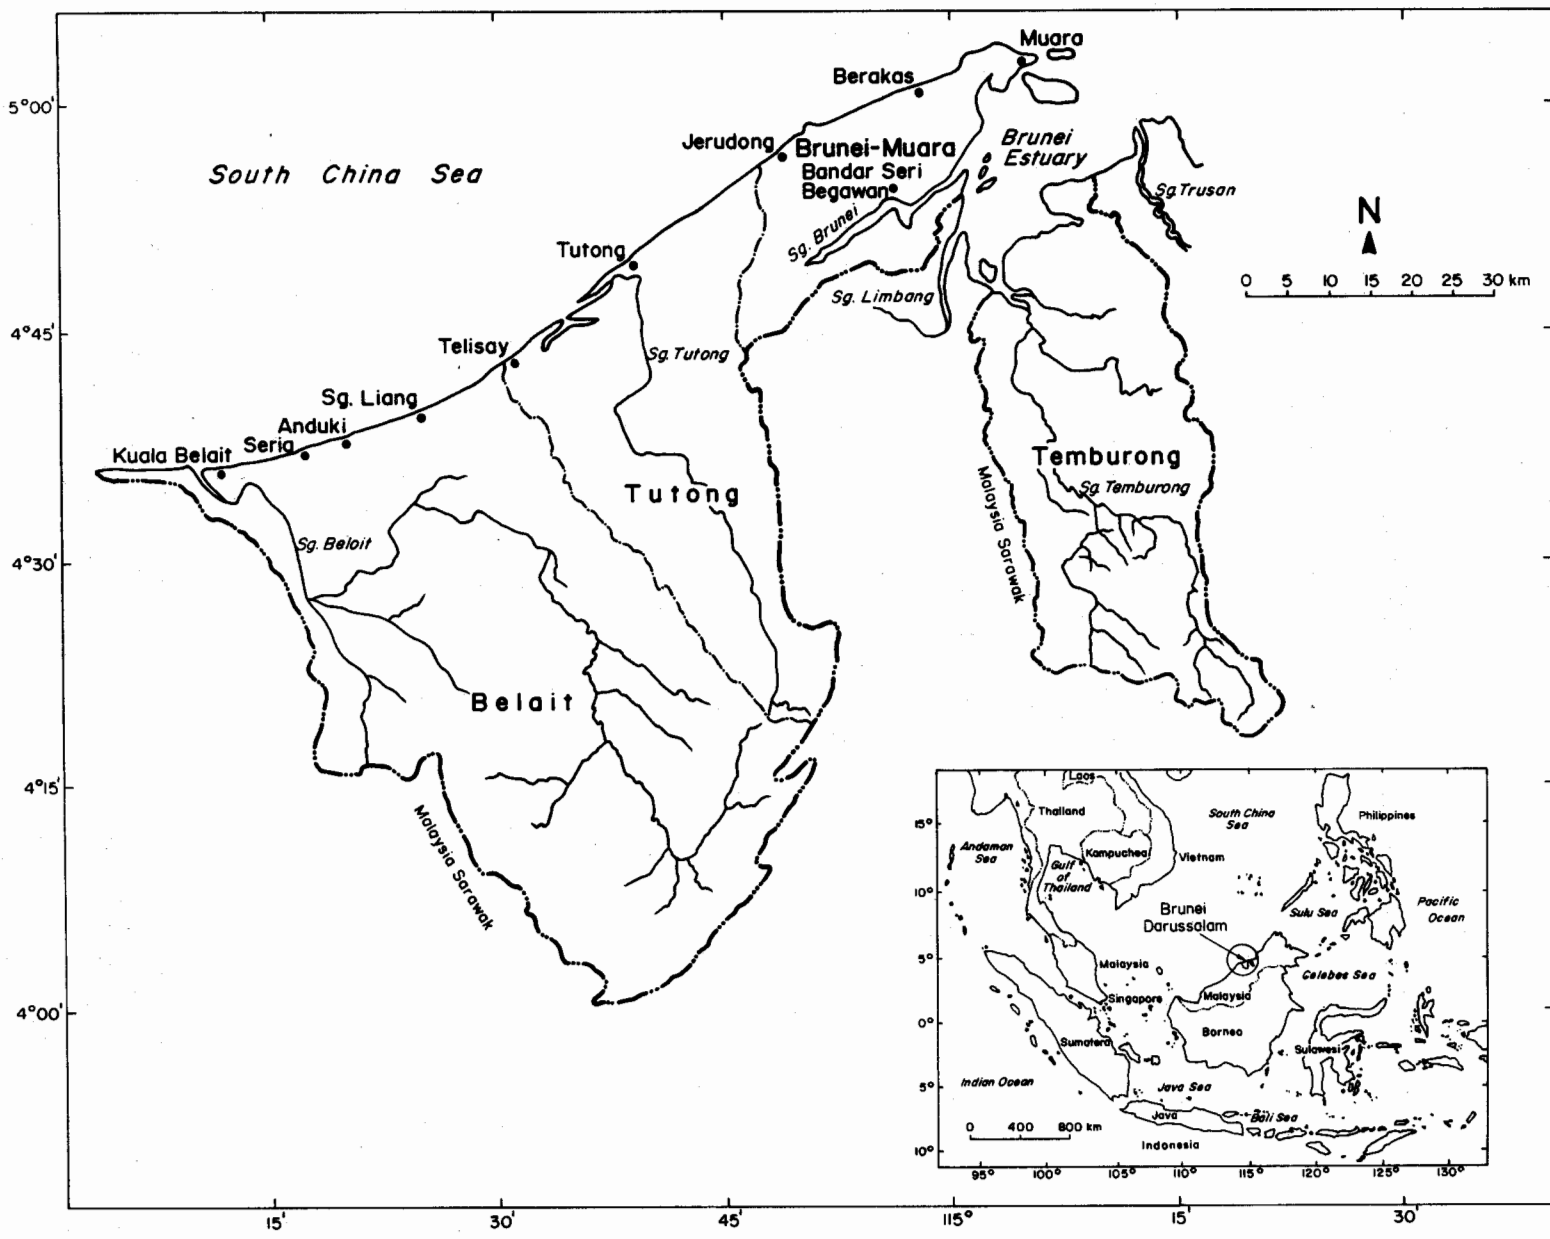 Muara
Berakas
5°00'
Jerudong
Brunei-Muara
Brunei
Estuary
South China Sea
Bandar Seri
Begawan
Sg. Trusan
N
Sg. Brunei
Tutong
0 5 10 15 20 25 30 km
Sg. Limbang
4°45'
Telisay
Sg. Tutong
Sg. Liang
Anduki
Seria
Kuala Belait
Temburong
Tutong
Sg. Temburong
Malaysia Sarawak
Sg. Belait
4°30'
Belait
4°15'
Malaysia Sarawak
4°00'
15'
30'
45'
115°
15'
30'
Laos
Thailand
South China
Sea
Philippines
15°
Andaman
Sea
Kampuchea
Vietnam
Gulf
of
Thailand
10°
Brunei
Darussalam
Sulu Sea
Pacific
Ocean
5°
Malaysia
Celebes Sea
Singapore
Malaysia
0°
Borneo
Sumatera
Sulawesi
Indian Ocean
5°
Java Sea
Java
Bali Sea
0 400 800 km
Indonesia
10°
95° 100° 105° 110° 115° 120° 125° 130°